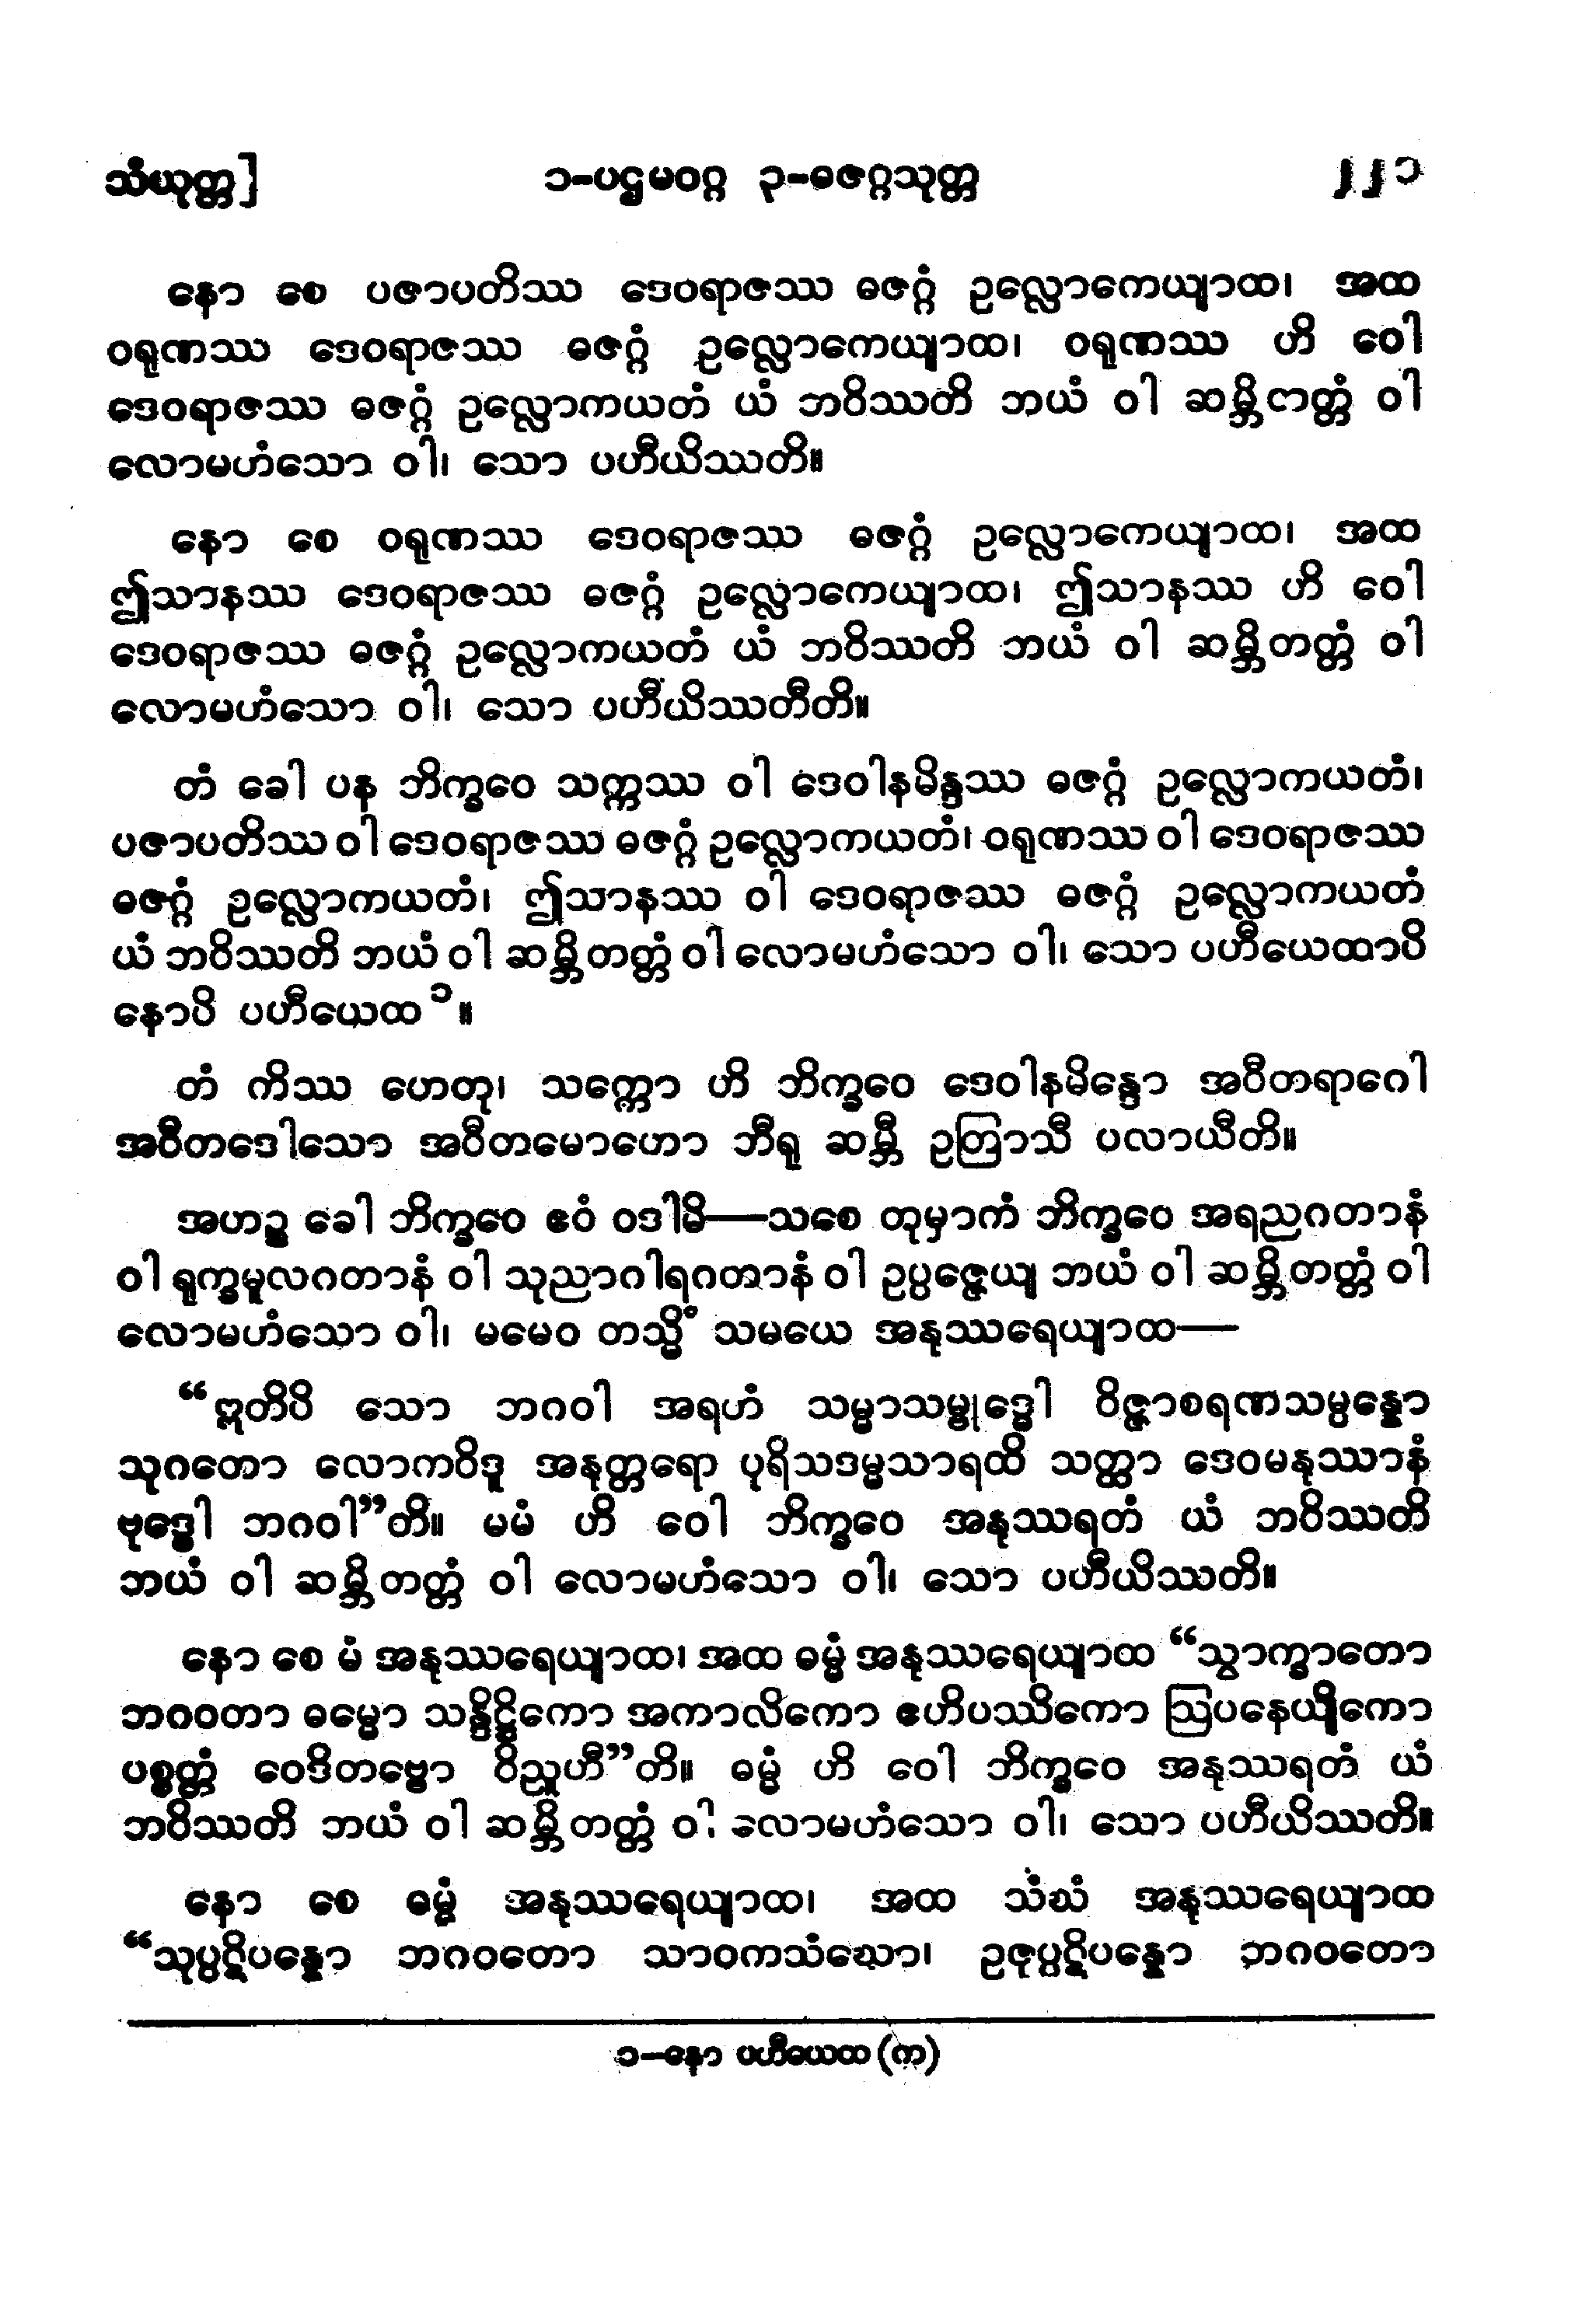 သံယုတ္တ] ၁-ပဌမဝဂ္ဂ ၃-ဓဇဂ္ဂသုတ္တ ၂၂၁
နော စေ ပဇာပတိဿ ဒေဝရာဇဿ ဓဇဂ္ဂံ ဥလ္လောကေယျာထ၊ အထ
ဝရုဏဿ ဒေဝရာဇဿ ဓဇဂ္ဂံ ဥလ္လောကေယျာထ၊ ဝရုဏဿ ဟိ ဝေါ
ဒေဝရာဇဿ ဓဇဂ္ဂံ ဥလ္လောကယတံ ယံ ဘဝိဿတိ ဘယံ ဝါ ဆမ္ဘိတတ္တံ ဝါ
လောမဟံသော ဝါ၊ သော ပဟီယိဿတိ။
နော စေ ဝရုဏဿ ဒေဝရာဇဿ ဓဇဂ္ဂံ ဥလ္လောကေယျာထ၊ အထ
ဤသာနဿ ဒေဝရာဇဿ ဓဇဂ္ဂံ ဥလ္လောကေယျာထ၊ ဤသာနဿ ဟိ ဝေါ
ဒေဝရာဇဿ ဓဇဂ္ဂံ ဥလ္လောကယတံ ယံ ဘဝိဿတိ ဘယံ ဝါ ဆမ္ဘိတတ္တံ ဝါ
လောမဟံသော ဝါ၊ သော ပဟီယိဿတီတိ။
တံ ခေါ ပန ဘိက္ခဝေ သက္ကဿ ဝါ ဒေဝါနမိန္ဒဿ ဓဇဂ္ဂံ ဥလ္လောကယတံ၊
ပဇာပတိဿ ဝါ ဒေဝရာဇဿ ဓဇဂ္ဂံ ဥလ္လောကယတံ၊ ဝရုဏဿ ဝါ ဒေဝရာဇဿ
ဓဇဂ္ဂံ ဥလ္လောကယတံ၊ ဤသာနဿ ဝါ ဒေဝရာဇဿ ဓဇဂ္ဂံ ဥလ္လောကယတံ
ယံ ဘဝိဿတိ ဘယံ ဝါ ဆမ္ဘိတတ္တံ ဝါ လောမဟံသော ဝါ၊ သော ပဟီယေထာပိ
နောပိ ပဟီယေထ ၁။
တံ ကိဿ ဟေတု၊ သက္ကော ဟိ ဘိက္ခဝေ ဒေဝါနမိန္ဒော အဝီတရာဂေါ
အဝီတဒေါသော အဝီတမောဟော ဘီရု ဆမ္ဘီ ဥတြာသီ ပလာယီတိ။
အဟဉ္စ ခေါ ဘိက္ခဝေ ဧဝံ ဝဒါမိ—သစေ တုမှာကံ ဘိက္ခဝေ အရညဂတာနံ
ဝါ ရုက္ခမူလဂတာနံ ဝါ သုညာဂါရဂတာနံ ဝါ ဥပ္ပဇ္ဇေယျ ဘယံ ဝါ ဆမ္ဘိတတ္တံ ဝါ
လောမဟံသော ဝါ၊ မမေဝ တသ္မိံ သမယေ အနုဿရေယျာထ—
“ဣတိပိ သော ဘဂဝါ အရဟံ သမ္မာသမ္ဗုဒ္ဓေါ ဝိဇ္ဇာစရဏသမ္ပန္နော
သုဂတော လောကဝိဒူ အနုတ္တရော ပုရိသဒမ္မသာရထိ သတ္ထာ ဒေဝမနုဿာနံ
ဗုဒ္ဓေါ ဘဂဝါ”တိ။ မမံ ဟိ ဝေါ ဘိက္ခဝေ အနုဿရတံ ယံ ဘဝိဿတိ
ဘယံ ဝါ ဆမ္ဘိတတ္တံ ဝါ လောမဟံသော ဝါ၊ သော ပဟီယိဿတိ။
နော စေ မံ အနုဿရေယျာထ၊ အထ ဓမ္မံ အနုဿရေယျာထ “သွာက္ခာတော
ဘဂဝတာ ဓမ္မော သန္ဒိဋ္ဌိကော အကာလိကော ဧဟိပဿိကော ဩပနေယျိကော
ပစ္စတ္တံ ဝေဒိတဗ္ဗော ဝိညူဟီ”တိ။ ဓမ္မံ ဟိ ဝေါ ဘိက္ခဝေ အနုဿရတံ ယံ
ဘဝိဿတိ ဘယံ ဝါ ဆမ္ဘိတတ္တံ ဝါ လောမဟံသော ဝါ၊ သော ပဟီယိဿတိ။
နော စေ ဓမ္မံ အနုဿရေယျာထ၊ အထ သံဃံ အနုဿရေယျာထ
“သုပ္ပဋိပန္နော ဘဂဝတော သာဝကသံဃော၊ ဥဇုပ္ပဋိပန္နော ဘဂဝတော
၁-နော ပဟီယေထ (က)